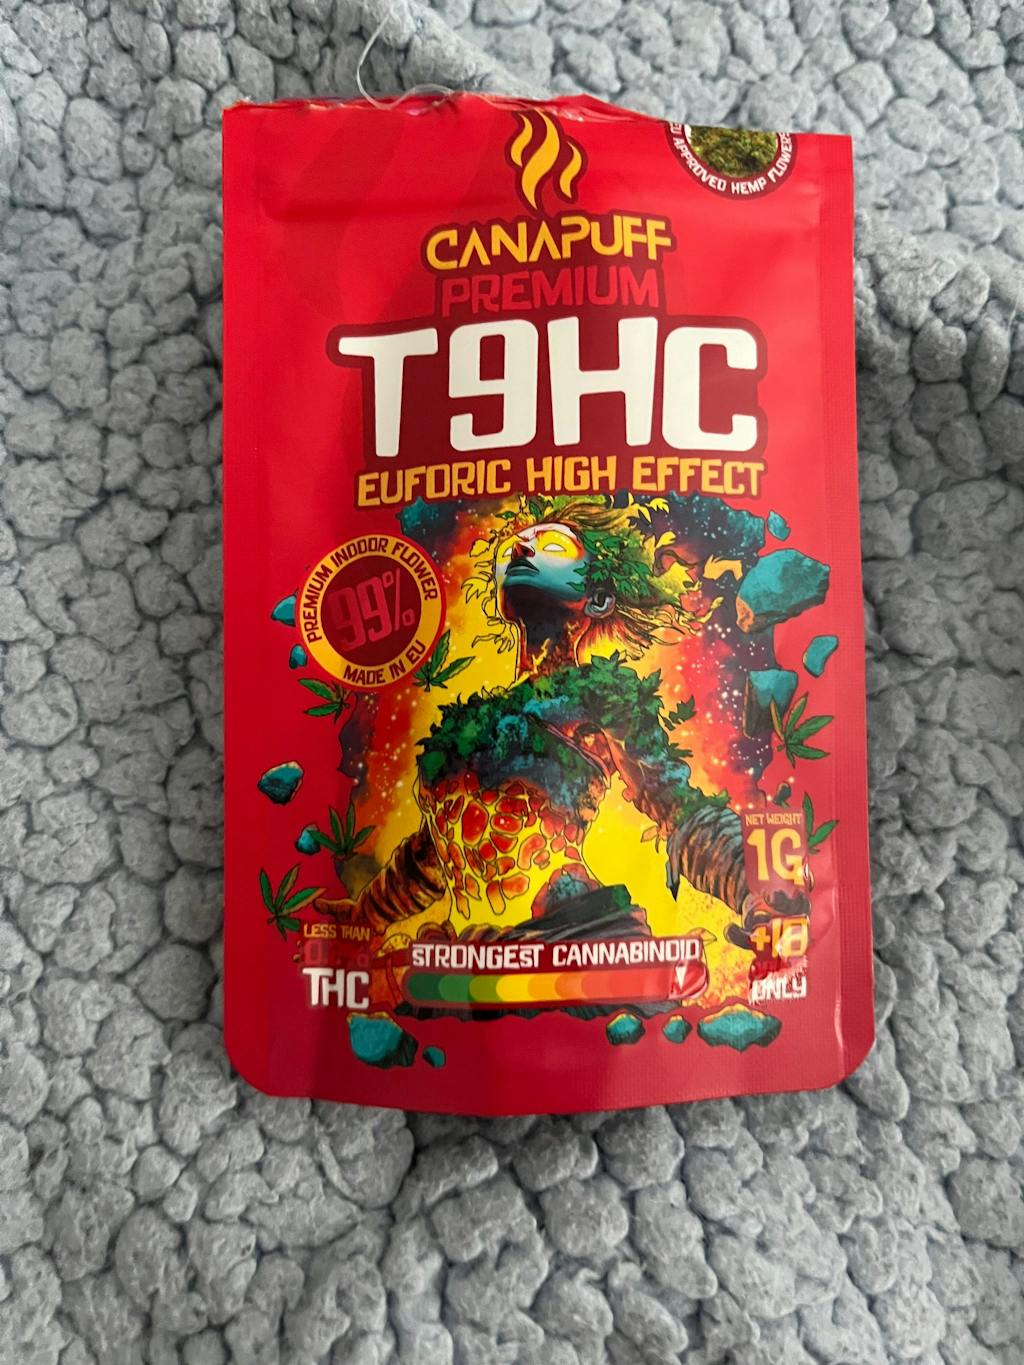 APPROVED HEMP FLOWERS
CANAPUFF
PREMIUM
T9HC
EUFORIC HIGH EFFECT
PREMIUM INDOOR FLOWER
99%
MADE IN EU
NET WEIGHT
1G
LESS THAN
THC
STRONGEST CANNABINOID
+18
ONLY